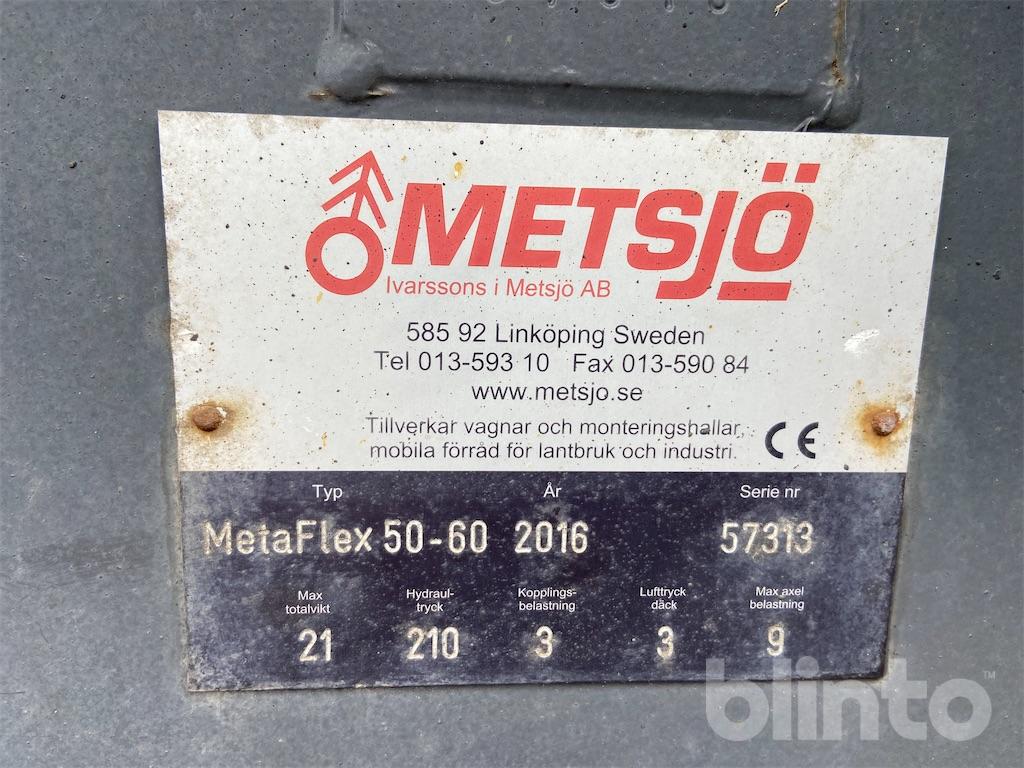 METSJÖ
Ivarssons i Metsjö AB
585 92 Linköping Sweden
Tel 013-593 10 Fax 013-590 84
www.metsjo.se
Tillverkar vagnar och monteringshallar,
mobila förråd för lantbruk och industri.
CE
Typ År Serie nr
MetaFlex 50-60 2016 57313
Max totalvikt
Hydraul-
tryck
Kopplings-
belastning
Lufttryck
däck
Max axel
belastning
21 210 3 3 9
blinto™